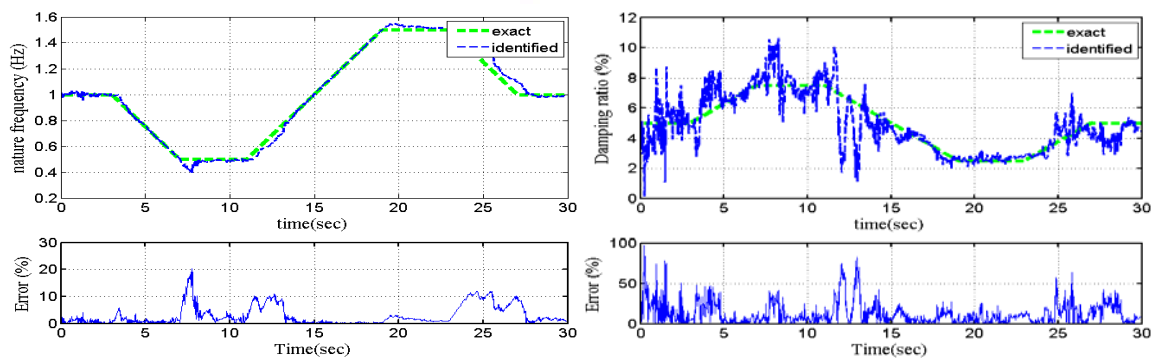 nature frequency (Hz)
1.6
1.4
1.2
1
0.8
0.6
0.4
0.2
exact
identified
0 5 10 15 20 25 30
time(sec)
Error (%)
30
20
10
0
0 5 10 15 20 25 30
Time(sec)
Damping ratio (%)
12
10
8
6
4
2
0
exact
identified
0 5 10 15 20 25 30
time(sec)
Error (%)
100
50
0
0 5 10 15 20 25 30
Time(sec)